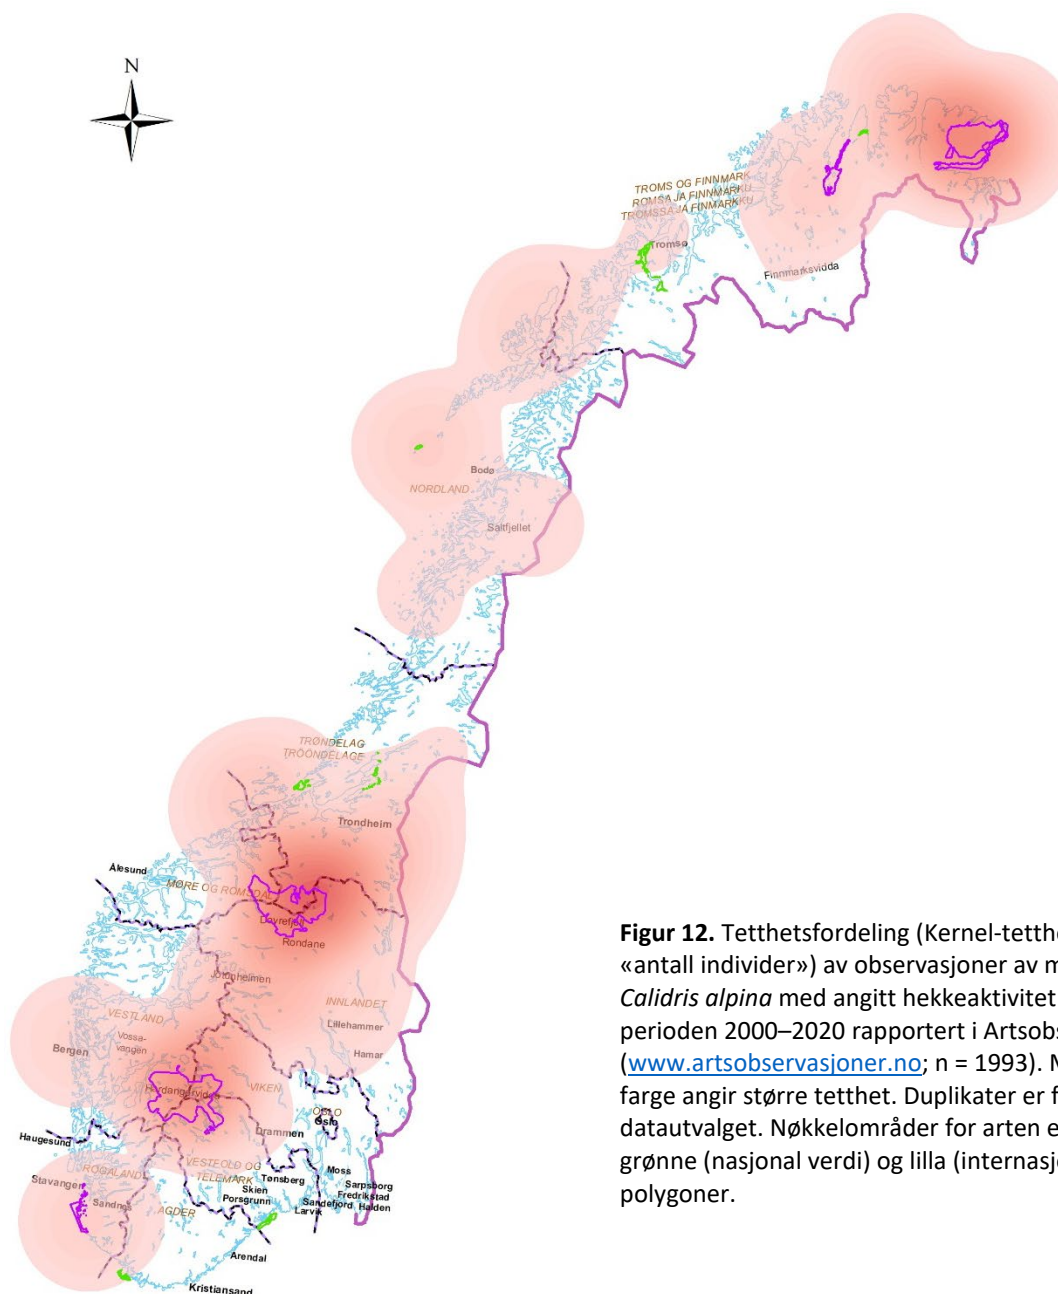 N
TROMS OG FINNMARK
ROMSA JA FINNMÁRKU
TROMSSA JA FINMARKKU
Tromsø
Finnmarksvidda
Bodø
NORDLAND
Saltfjellet
TRØNDELAG
TRÖÖNDELAGE
Trondheim
Ålesund
MØRE OG ROMSDAL
Dovrefjell
Rondane
Jotunheimen
INNLANDET
VESTLAND
Lillehammer
Vossa-
vangen
Bergen
Hamar
Hardangervidda
VIKEN
OSLO
Oslo
Drammen
Haugesund
ROGALAND
VESTFOLD OG
TELEMARK
Moss
Stavanger
Tønsberg
Sarpsborg
Skien
Fredrikstad
Porsgrunn
Sandefjord
Halden
Sandnes
AGDER
Larvik
Arendal
Kristiansand
Figur 12. Tetthetsfordeling (Kernel-tetthe
«antall individer») av observasjoner av m
Calidris alpina med angitt hekkeaktivitet
perioden 2000–2020 rapportert i Artsobs
(www.artsobservasjoner.no; n = 1993). M
farge angir større tetthet. Duplikater er f
datautvalget. Nøkkelområder for arten e
grønne (nasjonal verdi) og lilla (internasjo
polygoner.